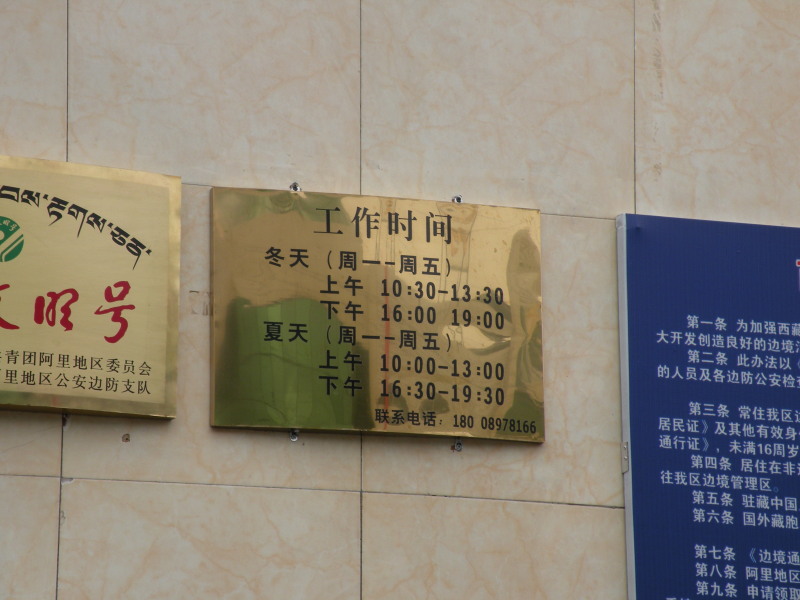 号
青团阿里地区委员会
里地区公安边防支队
工作时间
冬天（周一-周五）
上午 10:30-13:30
下午 16:00 19:00
夏天（周一-周五）
上午 10:00-13:00
下午 16:30-19:30
联系电话：180 08978166
第一条 为加强西藏
大开发创造良好的边境
第二条 此办法以《
的人员及各边防公安检
第三条 常住我区
居民证》及其他有效身
通行证》，未满16周岁
第四条 居住在非
往我区边境管理区。
第五条 驻藏中国
第六条 国外藏胞
第七条 《边境通
第八条 阿里地区
第九条 申请领取